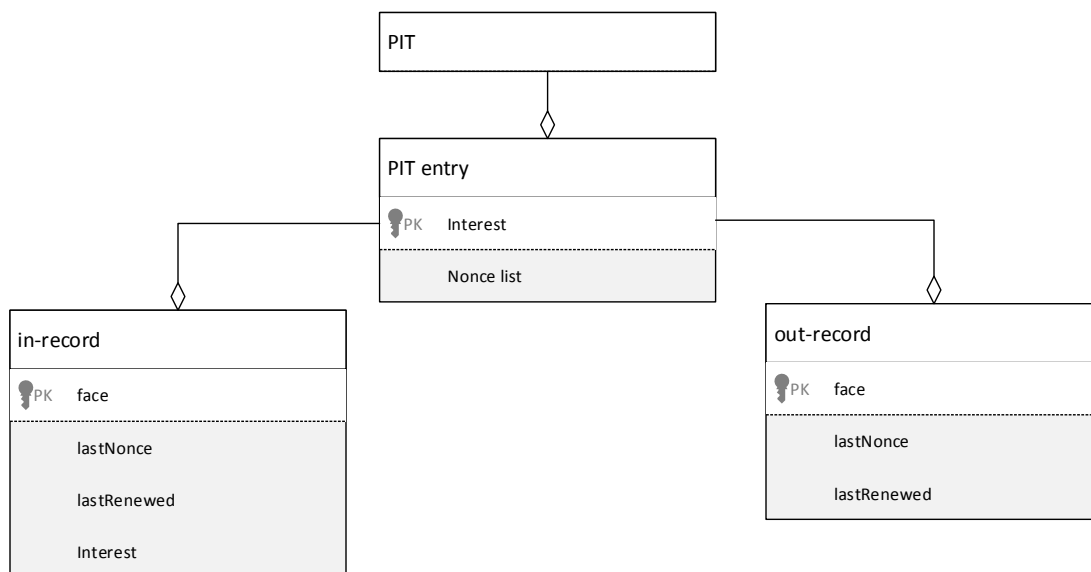 PIT
PIT entry
PK Interest
Nonce list
in-record
PK face
lastNonce
lastRenewed
Interest
out-record
PK face
lastNonce
lastRenewed